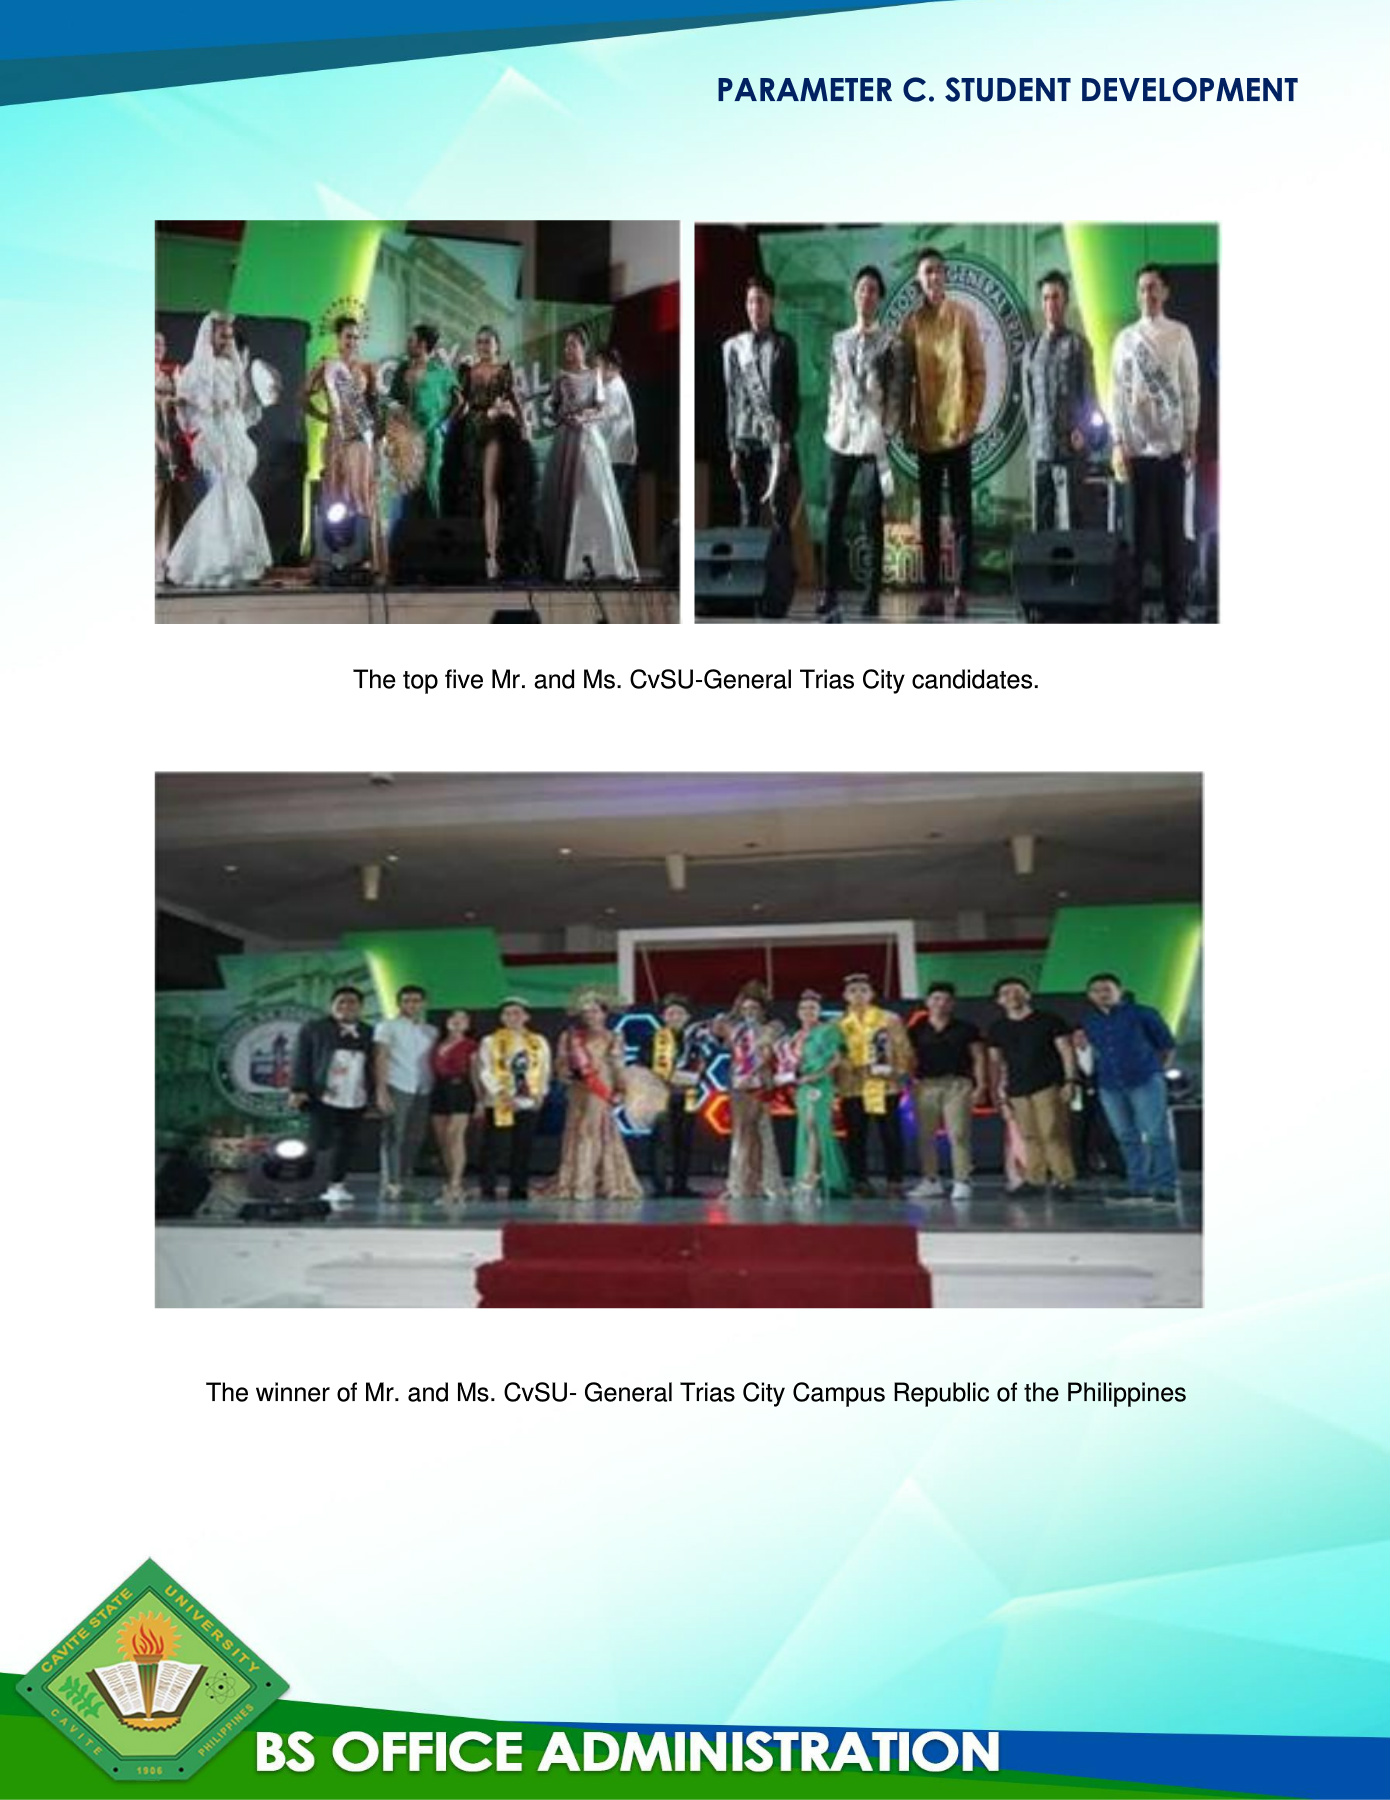 PARAMETER C. STUDENT DEVELOPMENT
GENERAL TRIA
The top five Mr. and Ms. CvSU-General Trias City candidates.
The winner of Mr. and Ms. CvSU- General Trias City Campus Republic of the Philippines
CAVITE STATE UNIVERSITY
CAVITE
PHILIPPINES
1906
BS OFFICE ADMINISTRATION